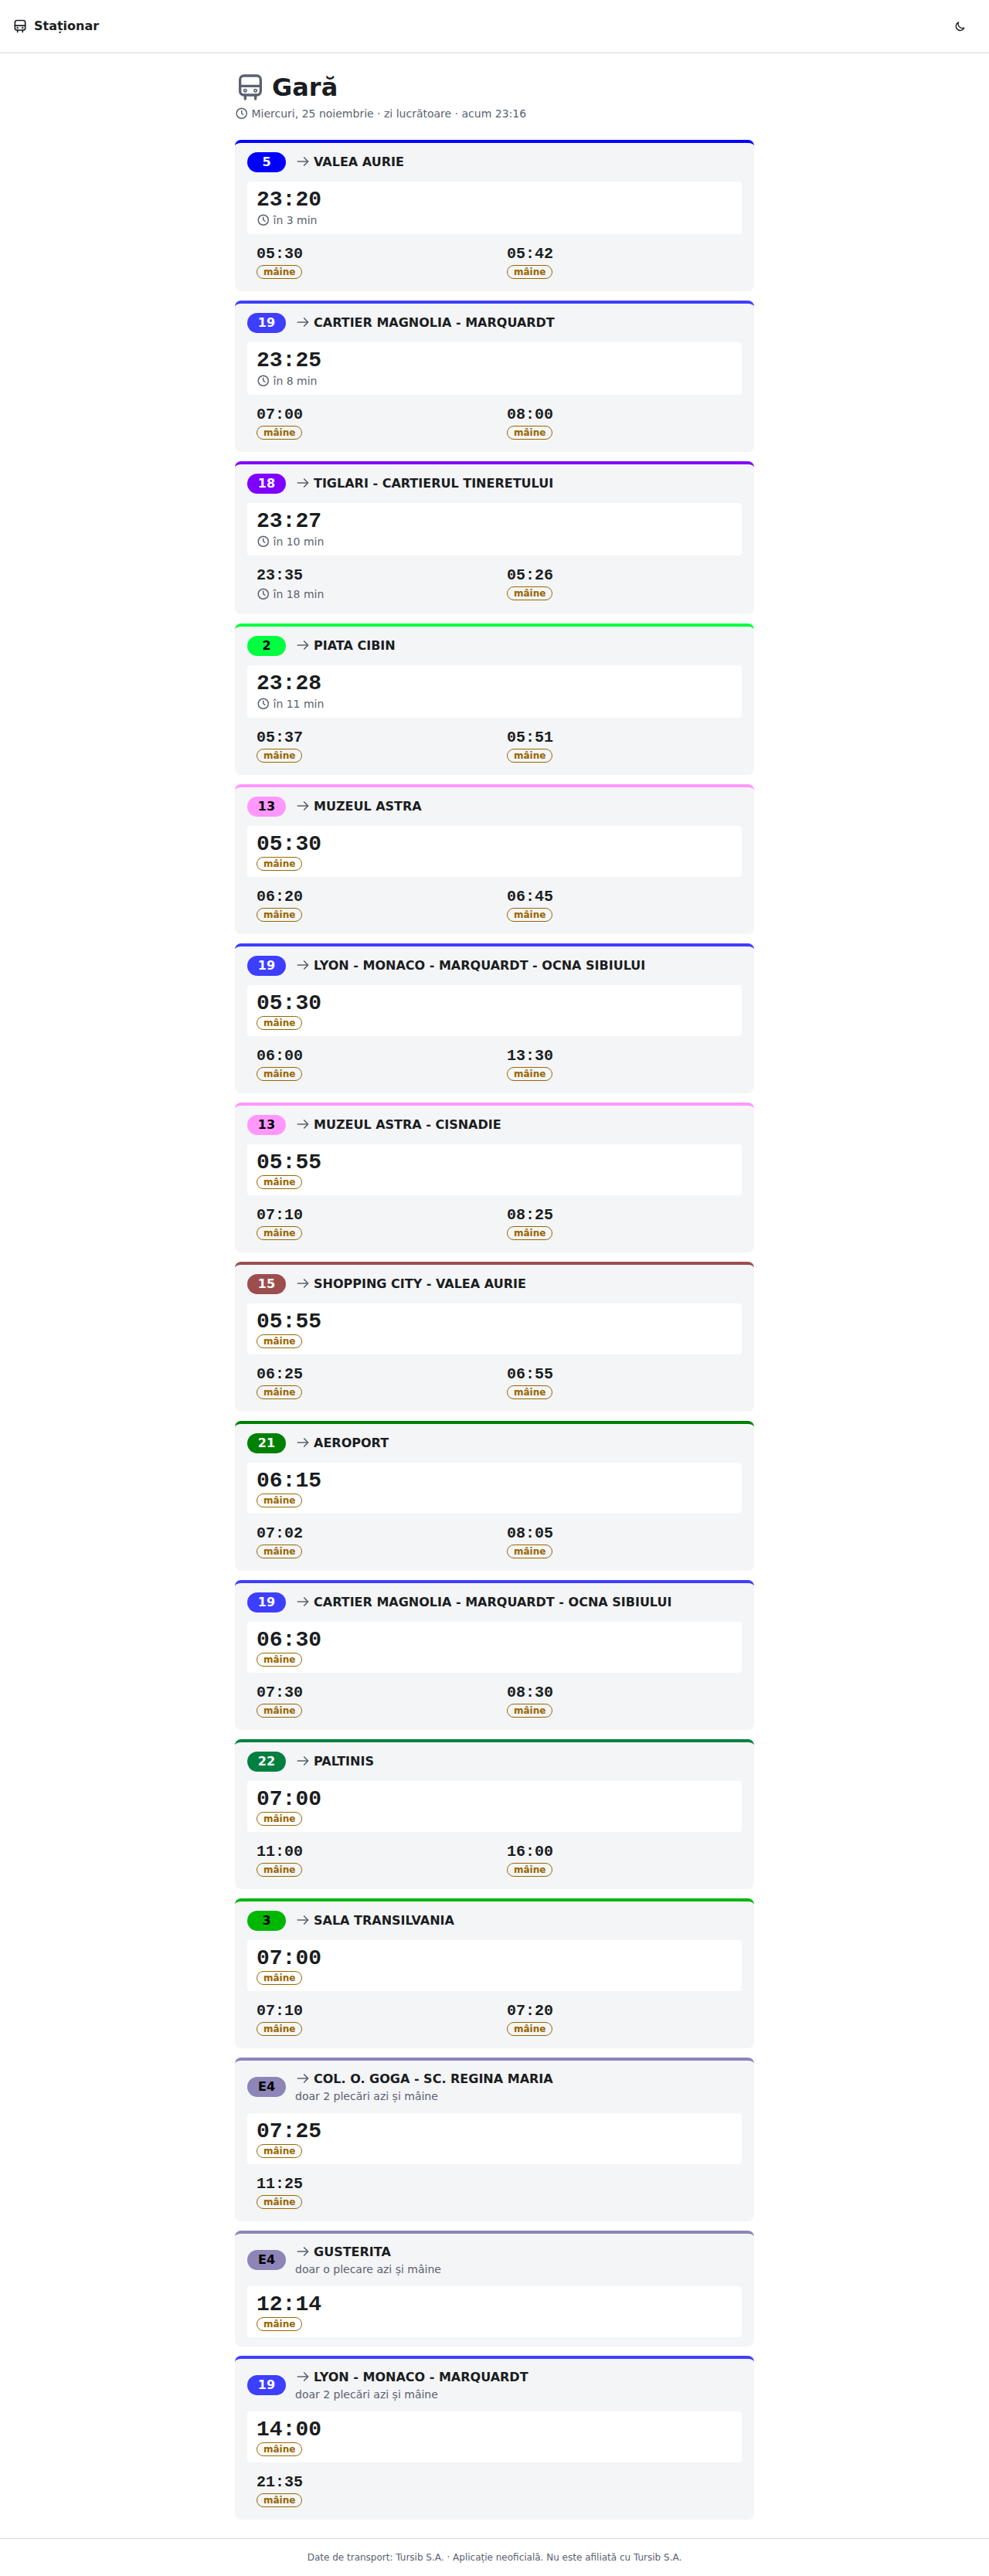 Staționar
Gară
Miercuri, 25 noiembrie · zi lucrătoare · acum 23:16
5 → VALEA AURIE
23:20
în 3 min
05:30 05:42
mâine mâine
19 → CARTIER MAGNOLIA - MARQUARDT
23:25
în 8 min
07:00 08:00
mâine mâine
18 → TIGLARI - CARTIERUL TINERETULUI
23:27
în 10 min
23:35 05:26
în 18 min mâine
2 → PIATA CIBIN
23:28
în 11 min
05:37 05:51
mâine mâine
13 → MUZEUL ASTRA
05:30
mâine
06:20 06:45
mâine mâine
19 → LYON - MONACO - MARQUARDT - OCNA SIBIULUI
05:30
mâine
06:00 13:30
mâine mâine
13 → MUZEUL ASTRA - CISNADIE
05:55
mâine
07:10 08:25
mâine mâine
15 → SHOPPING CITY - VALEA AURIE
05:55
mâine
06:25 06:55
mâine mâine
21 → AEROPORT
06:15
mâine
07:02 08:05
mâine mâine
19 → CARTIER MAGNOLIA - MARQUARDT - OCNA SIBIULUI
06:30
mâine
07:30 08:30
mâine mâine
22 → PALTINIS
07:00
mâine
11:00 16:00
mâine mâine
3 → SALA TRANSILVANIA
07:00
mâine
07:10 07:20
mâine mâine
E4 → COL. O. GOGA - SC. REGINA MARIA
doar 2 plecări azi și mâine
07:25
mâine
11:25
mâine
E4 → GUSTERITA
doar o plecare azi și mâine
12:14
mâine
19 → LYON - MONACO - MARQUARDT
doar 2 plecări azi și mâine
14:00
mâine
21:35
mâine
Date de transport: Tursib S.A. · Aplicație neoficială. Nu este afiliată cu Tursib S.A.